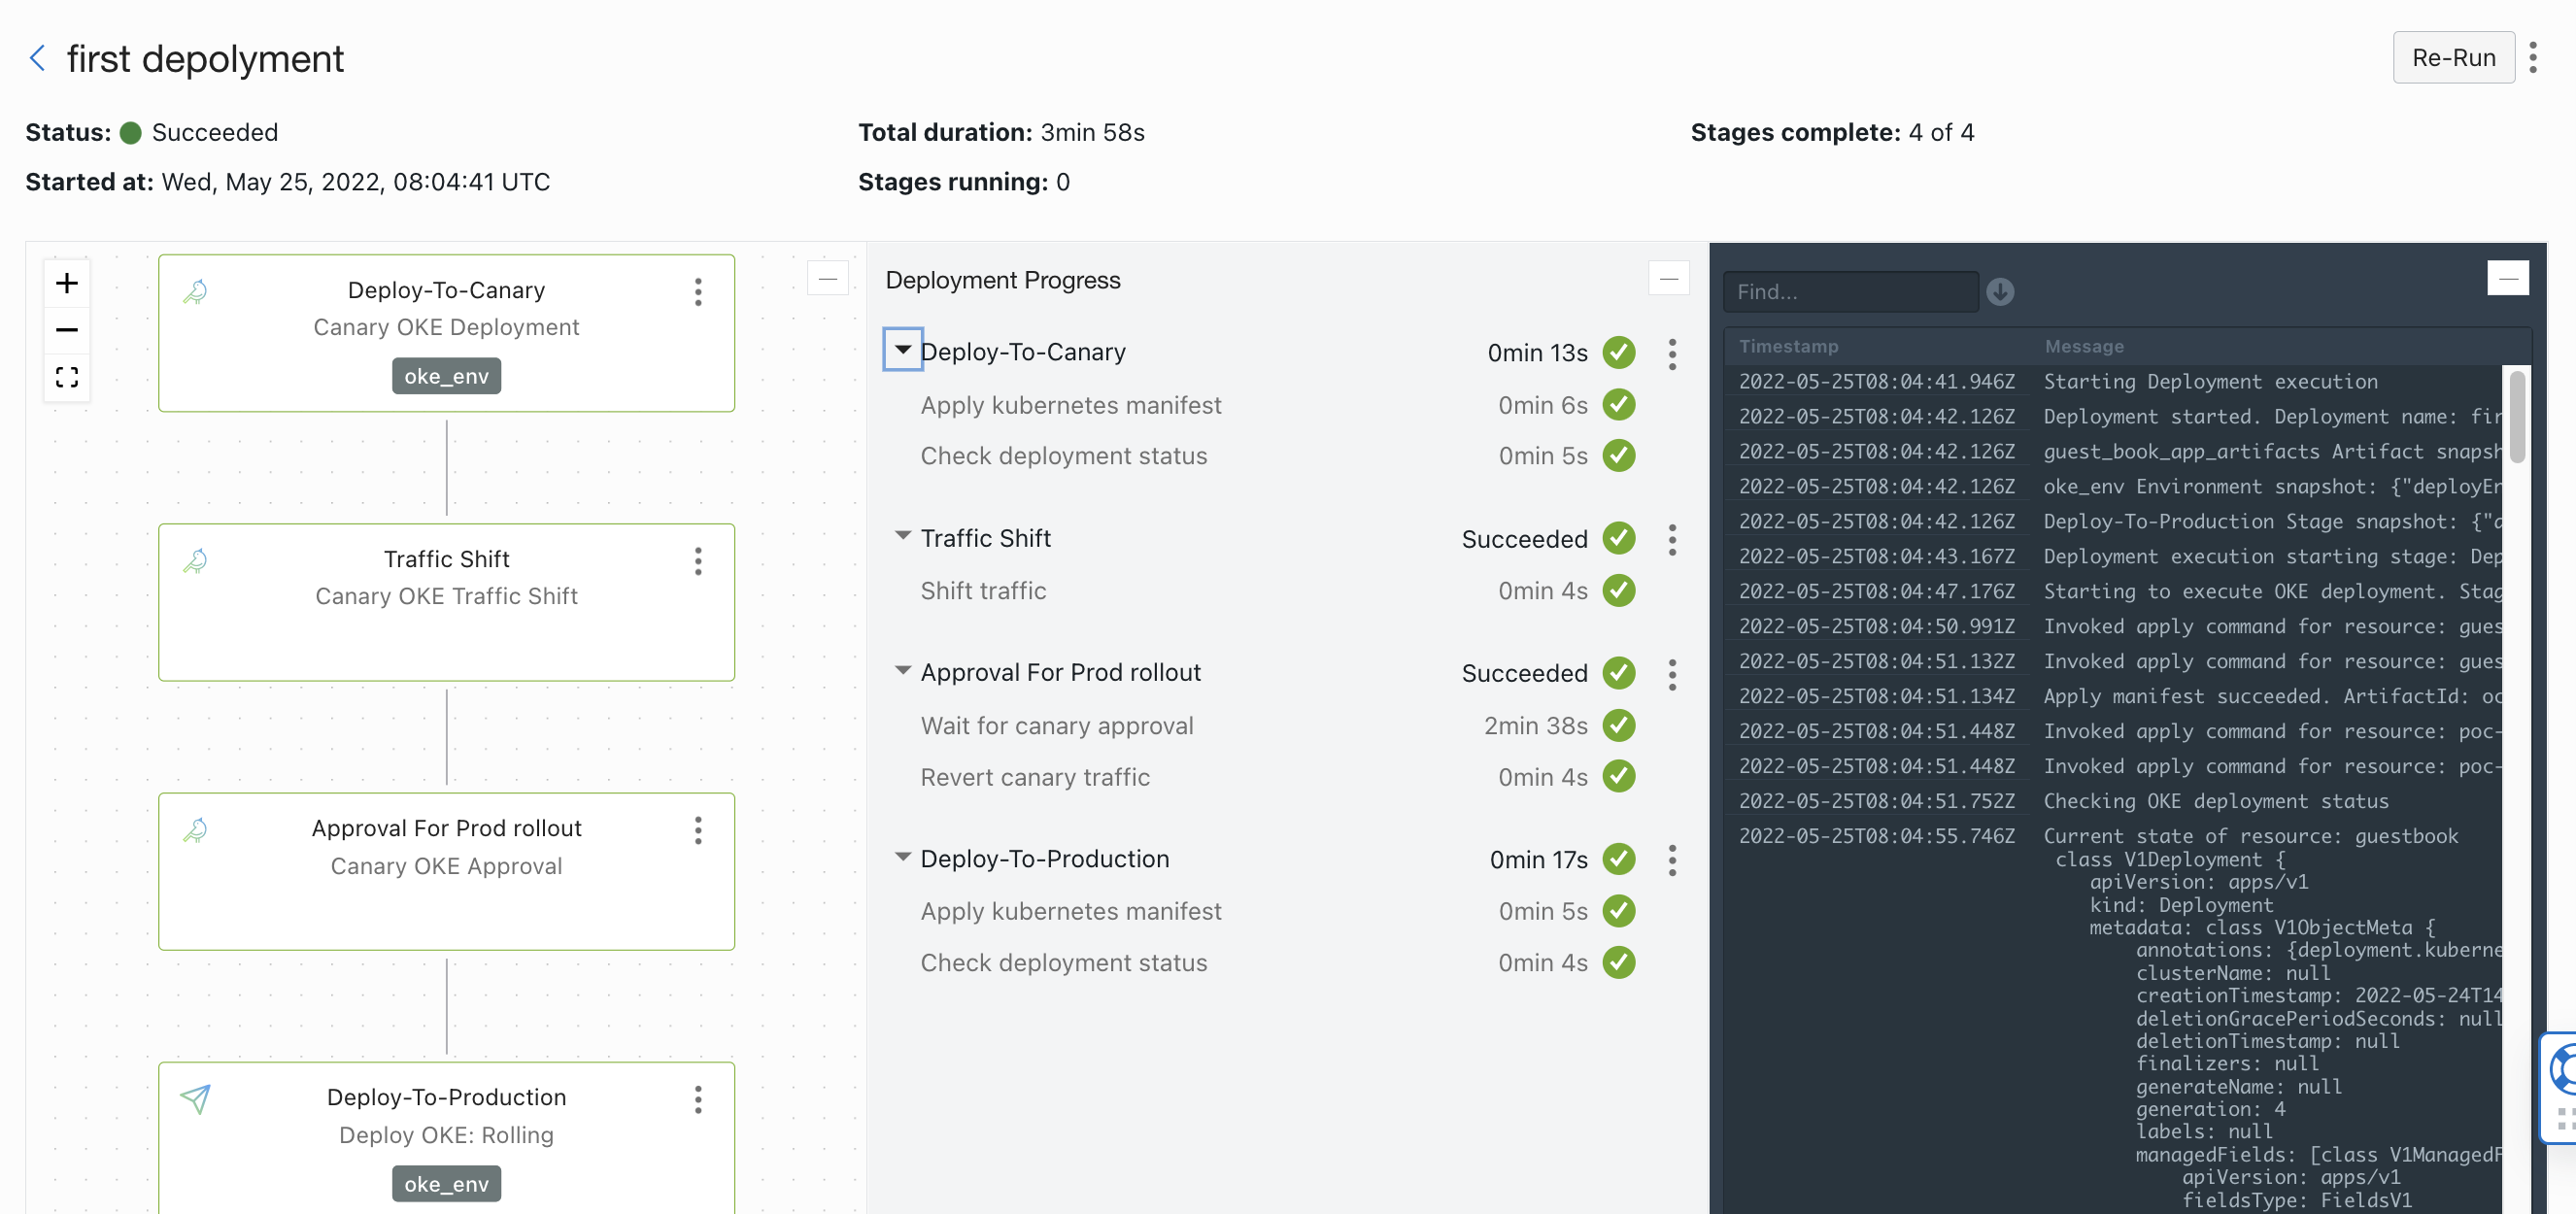 first depolyment
Re-Run
Status: Succeeded
Total duration: 3min 58s
Stages complete: 4 of 4
Started at: Wed, May 25, 2022, 08:04:41 UTC
Stages running: 0
Deploy-To-Canary
Canary OKE Deployment
oke_env
Traffic Shift
Canary OKE Traffic Shift
Approval For Prod rollout
Canary OKE Approval
Deploy-To-Production
Deploy OKE: Rolling
oke_env
Deployment Progress
Deploy-To-Canary 0min 13s
Apply kubernetes manifest 0min 6s
Check deployment status 0min 5s
Traffic Shift Succeeded
Shift traffic 0min 4s
Approval For Prod rollout Succeeded
Wait for canary approval 2min 38s
Revert canary traffic 0min 4s
Deploy-To-Production 0min 17s
Apply kubernetes manifest 0min 5s
Check deployment status 0min 4s
Find...
Timestamp Message
2022-05-25T08:04:41.946Z Starting Deployment execution
2022-05-25T08:04:42.126Z Deployment started. Deployment name: fir
2022-05-25T08:04:42.126Z guest_book_app_artifacts Artifact snapsh
2022-05-25T08:04:42.126Z oke_env Environment snapshot: {"deployEn
2022-05-25T08:04:42.126Z Deploy-To-Production Stage snapshot: {"d
2022-05-25T08:04:43.167Z Deployment execution starting stage: Dep
2022-05-25T08:04:47.176Z Starting to execute OKE deployment. Stag
2022-05-25T08:04:50.991Z Invoked apply command for resource: gues
2022-05-25T08:04:51.132Z Invoked apply command for resource: gues
2022-05-25T08:04:51.134Z Apply manifest succeeded. ArtifactId: oc
2022-05-25T08:04:51.448Z Invoked apply command for resource: poc-
2022-05-25T08:04:51.448Z Invoked apply command for resource: poc-
2022-05-25T08:04:51.752Z Checking OKE deployment status
2022-05-25T08:04:55.746Z Current state of resource: guestbook
class V1Deployment {
apiVersion: apps/v1
kind: Deployment
metadata: class V1ObjectMeta {
annotations: {deployment.kuberne
clusterName: null
creationTimestamp: 2022-05-24T14
deletionGracePeriodSeconds: null
deletionTimestamp: null
finalizers: null
generateName: null
generation: 4
labels: null
managedFields: [class V1ManagedF
apiVersion: apps/v1
fieldsType: FieldsV1